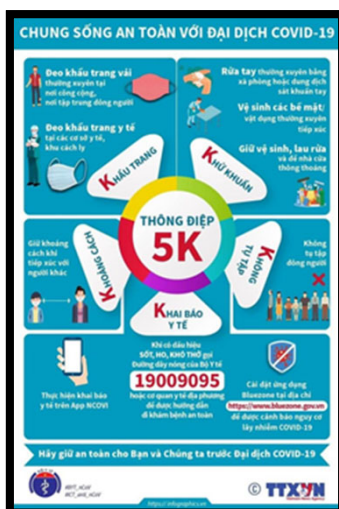 CHUNG SỐNG AN TOÀN VỚI ĐẠI DỊCH COVID-19
Đeo khẩu trang vải
thường xuyên tại
nơi công cộng,
nơi tập trung đông người
Đeo khẩu trang y tế
tại các cơ sở y tế,
khu cách ly
KHẨU TRANG
Rửa tay thường xuyên bằng
xà phòng hoặc dung dịch
sát khuẩn tay
Vệ sinh các bề mặt/
vật dụng thường xuyên
tiếp xúc
Giữ vệ sinh, lau rửa
và để nhà cửa
thông thoáng
KHỬ KHUẨN
THÔNG ĐIỆP
5K
Giữ khoảng
cách khi
tiếp xúc với
người khác
KHOẢNG CÁCH
KHÔNG
TỤ TẬP
Không
tụ tập
đông người
KHAI BÁO
Y TẾ
Thực hiện khai báo
y tế trên App NCOVI
Khi có dấu hiệu
SỐT, HO, KHÓ THỞ gọi
Đường dây nóng của Bộ Y tế
19009095
hoặc cơ quan y tế địa phương
để được hướng dẫn
đi khám bệnh an toàn
Cài đặt ứng dụng
Bluezone tại địa chỉ
https://www.bluezone.gov.vn
để được cảnh báo nguy cơ
lây nhiễm COVID-19
Hãy giữ an toàn cho Bạn và Chúng ta trước Đại dịch COVID-19
© TTXVN
https://infographics.vn